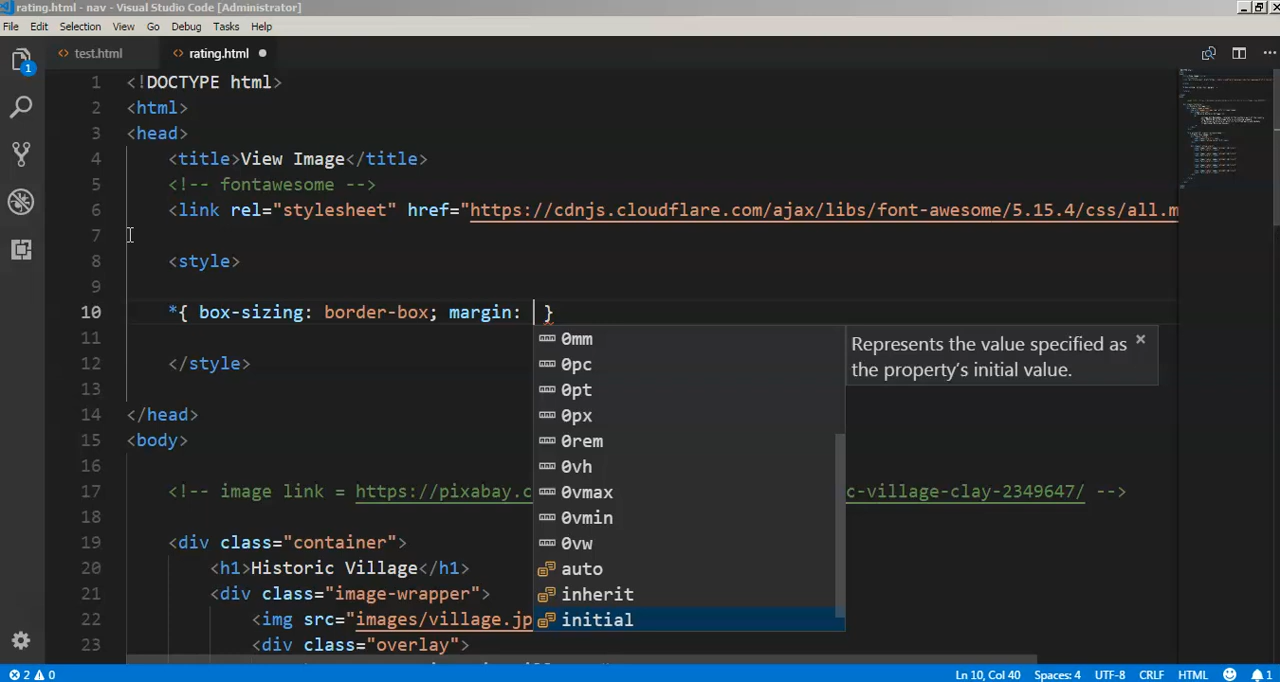 rating.html - nav - Visual Studio Code [Administrator]
File Edit Selection View Go Debug Tasks Help
test.html rating.html
1 <!DOCTYPE html>
2 <html>
3 <head>
4 <title>View Image</title>
5 <!-- fontawesome -->
6 <link rel="stylesheet" href="https://cdnjs.cloudflare.com/ajax/libs/font-awesome/5.15.4/css/all.m
7
8 <style>
9
10 *{ box-sizing: border-box; margin: }
11
12 </style>
13
14 </head>
15 <body>
16
17 <!-- image link = https://pixabay.c c-village-clay-2349647/ -->
18
19 <div class="container">
20 <h1>Historic Village</h1>
21 <div class="image-wrapper">
22 <img src="images/village.jp
23 <div class="overlay">
0mm
0pc
0pt
0px
0rem
0vh
0vmax
0vmin
0vw
auto
inherit
initial
Represents the value specified as
the property's initial value.
1
2 0 Ln 10, Col 40 Spaces: 4 UTF-8 CRLF HTML 1